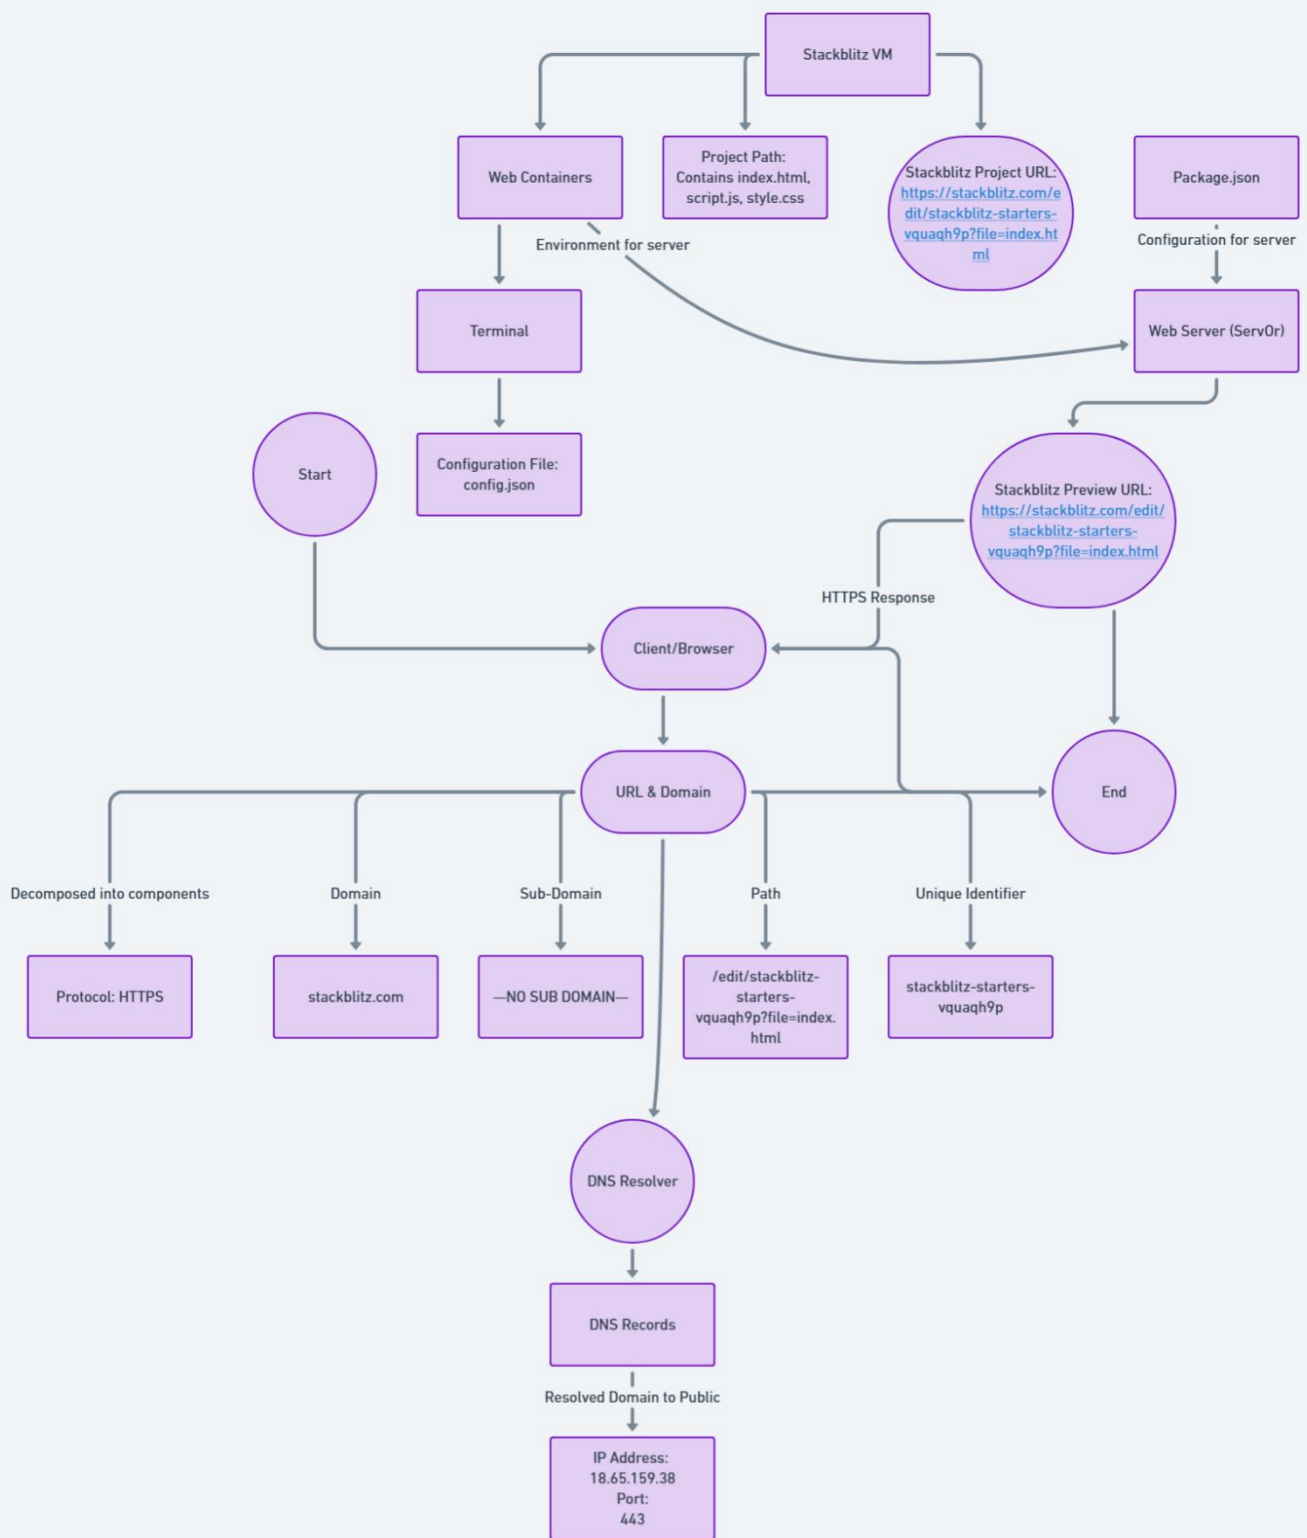 Stackblitz VM
Web Containers
Project Path:
Contains index.html,
script.js, style.css
Stackblitz Project URL:
https://stackblitz.com/e
dit/stackblitz-starters-
vquaqh9p?file=index.ht
ml
Package.json
Environment for server
Configuration for server
Terminal
Web Server (ServOr)
Start
Configuration File:
config.json
Stackblitz Preview URL:
https://stackblitz.com/edit/
stackblitz-starters-
vquaqh9p?file=index.html
HTTPS Response
Client/Browser
URL & Domain
End
Decomposed into components
Domain
Sub-Domain
Path
Unique Identifier
Protocol: HTTPS
stackblitz.com
—NO SUB DOMAIN—
/edit/stackblitz-
starters-
vquaqh9p?file=index.
html
stackblitz-starters-
vquaqh9p
DNS Resolver
DNS Records
Resolved Domain to Public
IP Address:
18.65.159.38
Port:
443